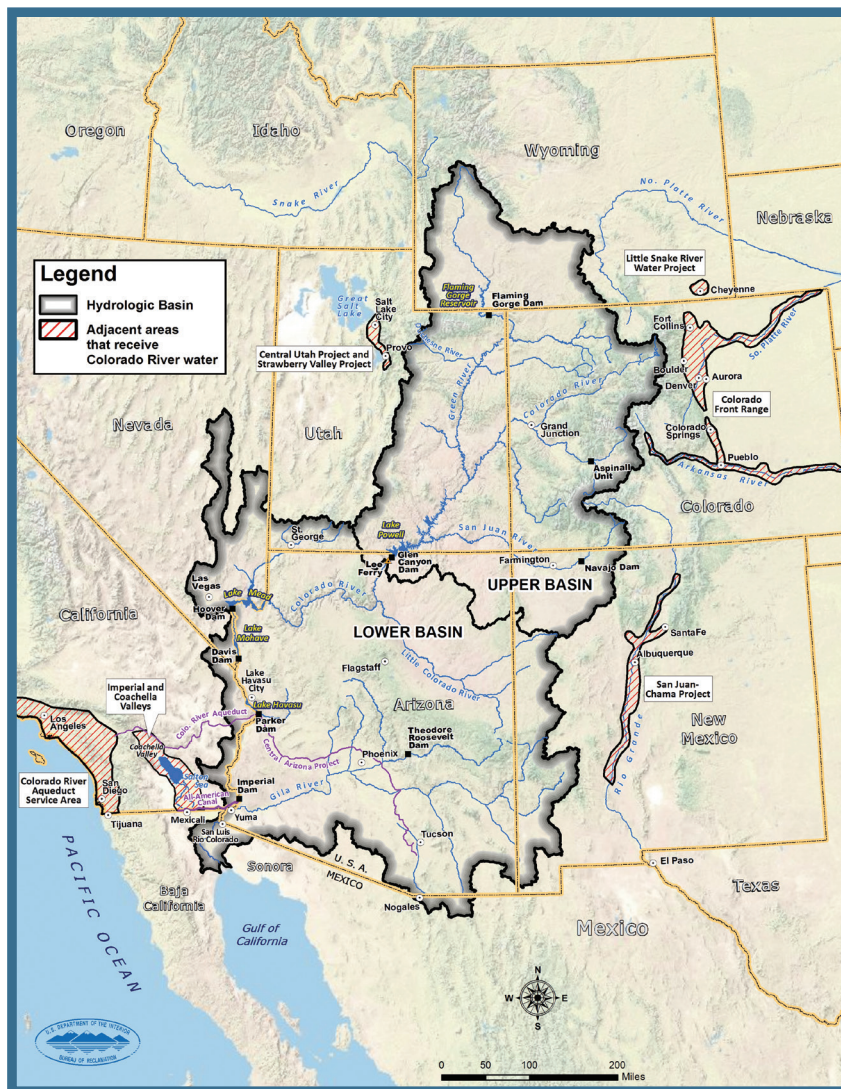 Oregon
Idaho
Wyoming
Snake River
No. Platte River
Nebraska
Legend
Hydrologic Basin
Adjacent areas
that receive
Colorado River water
Great
Salt
Lake
Salt
Lake
City
Provo
Central Utah Project and
Strawberry Valley Project
Flaming
Gorge
Reservoir
Flaming
Gorge Dam
Little Snake River
Water Project
Cheyenne
Fort
Collins
So. Platte River
Boulder
Denver
Aurora
Colorado
Front Range
Colorado
Springs
Pueblo
Arkansas River
Colorado
Nevada
Utah
Green River
Colorado River
Grand
Junction
Aspinall
Unit
St.
George
Lake
Powell
Glen
Canyon
Dam
Lee
Ferry
San Juan River
Farmington
Navajo Dam
UPPER BASIN
Las
Vegas
Lake Mead
Hoover
Dam
Colorado River
LOWER BASIN
California
Lake
Mohave
Davis
Dam
Lake
Havasu
City
Flagstaff
Little Colorado River
SantaFe
Albuquerque
San Juan-
Chama Project
New
Mexico
Rio Grande
Imperial and
Coachella
Valleys
Los
Angeles
Colo. River Aqueduct
Lake Havasu
Parker
Dam
Arizona
Theodore
Roosevelt
Dam
Central Arizona Project
Phoenix
Coachella
Valley
Salton
Sea
Colorado River
Aqueduct
Service Area
San
Diego
All-American
Canal
Imperial
Dam
Gila River
Tijuana
Mexicali
Yuma
San Luis
Rio Colorado
Tucson
Sonora
U. S. A.
MEXICO
Nogales
El Paso
Texas
Mexico
PACIFIC OCEAN
Baja
California
Gulf of
California
N
W
E
S
U.S. DEPARTMENT OF THE INTERIOR
BUREAU OF RECLAMATION
0
50
100
200
Miles